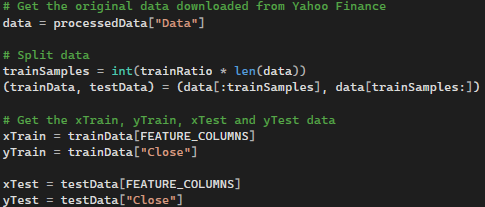 # Get the original data downloaded from Yahoo Finance
data = processedData["Data"]
# Split data
trainSamples = int(trainRatio * len(data))
(trainData, testData) = (data[:trainSamples], data[trainSamples:])
# Get the xTrain, yTrain, xTest and yTest data
xTrain = trainData[FEATURE_COLUMNS]
yTrain = trainData["Close"]
xTest = testData[FEATURE_COLUMNS]
yTest = testData["Close"]